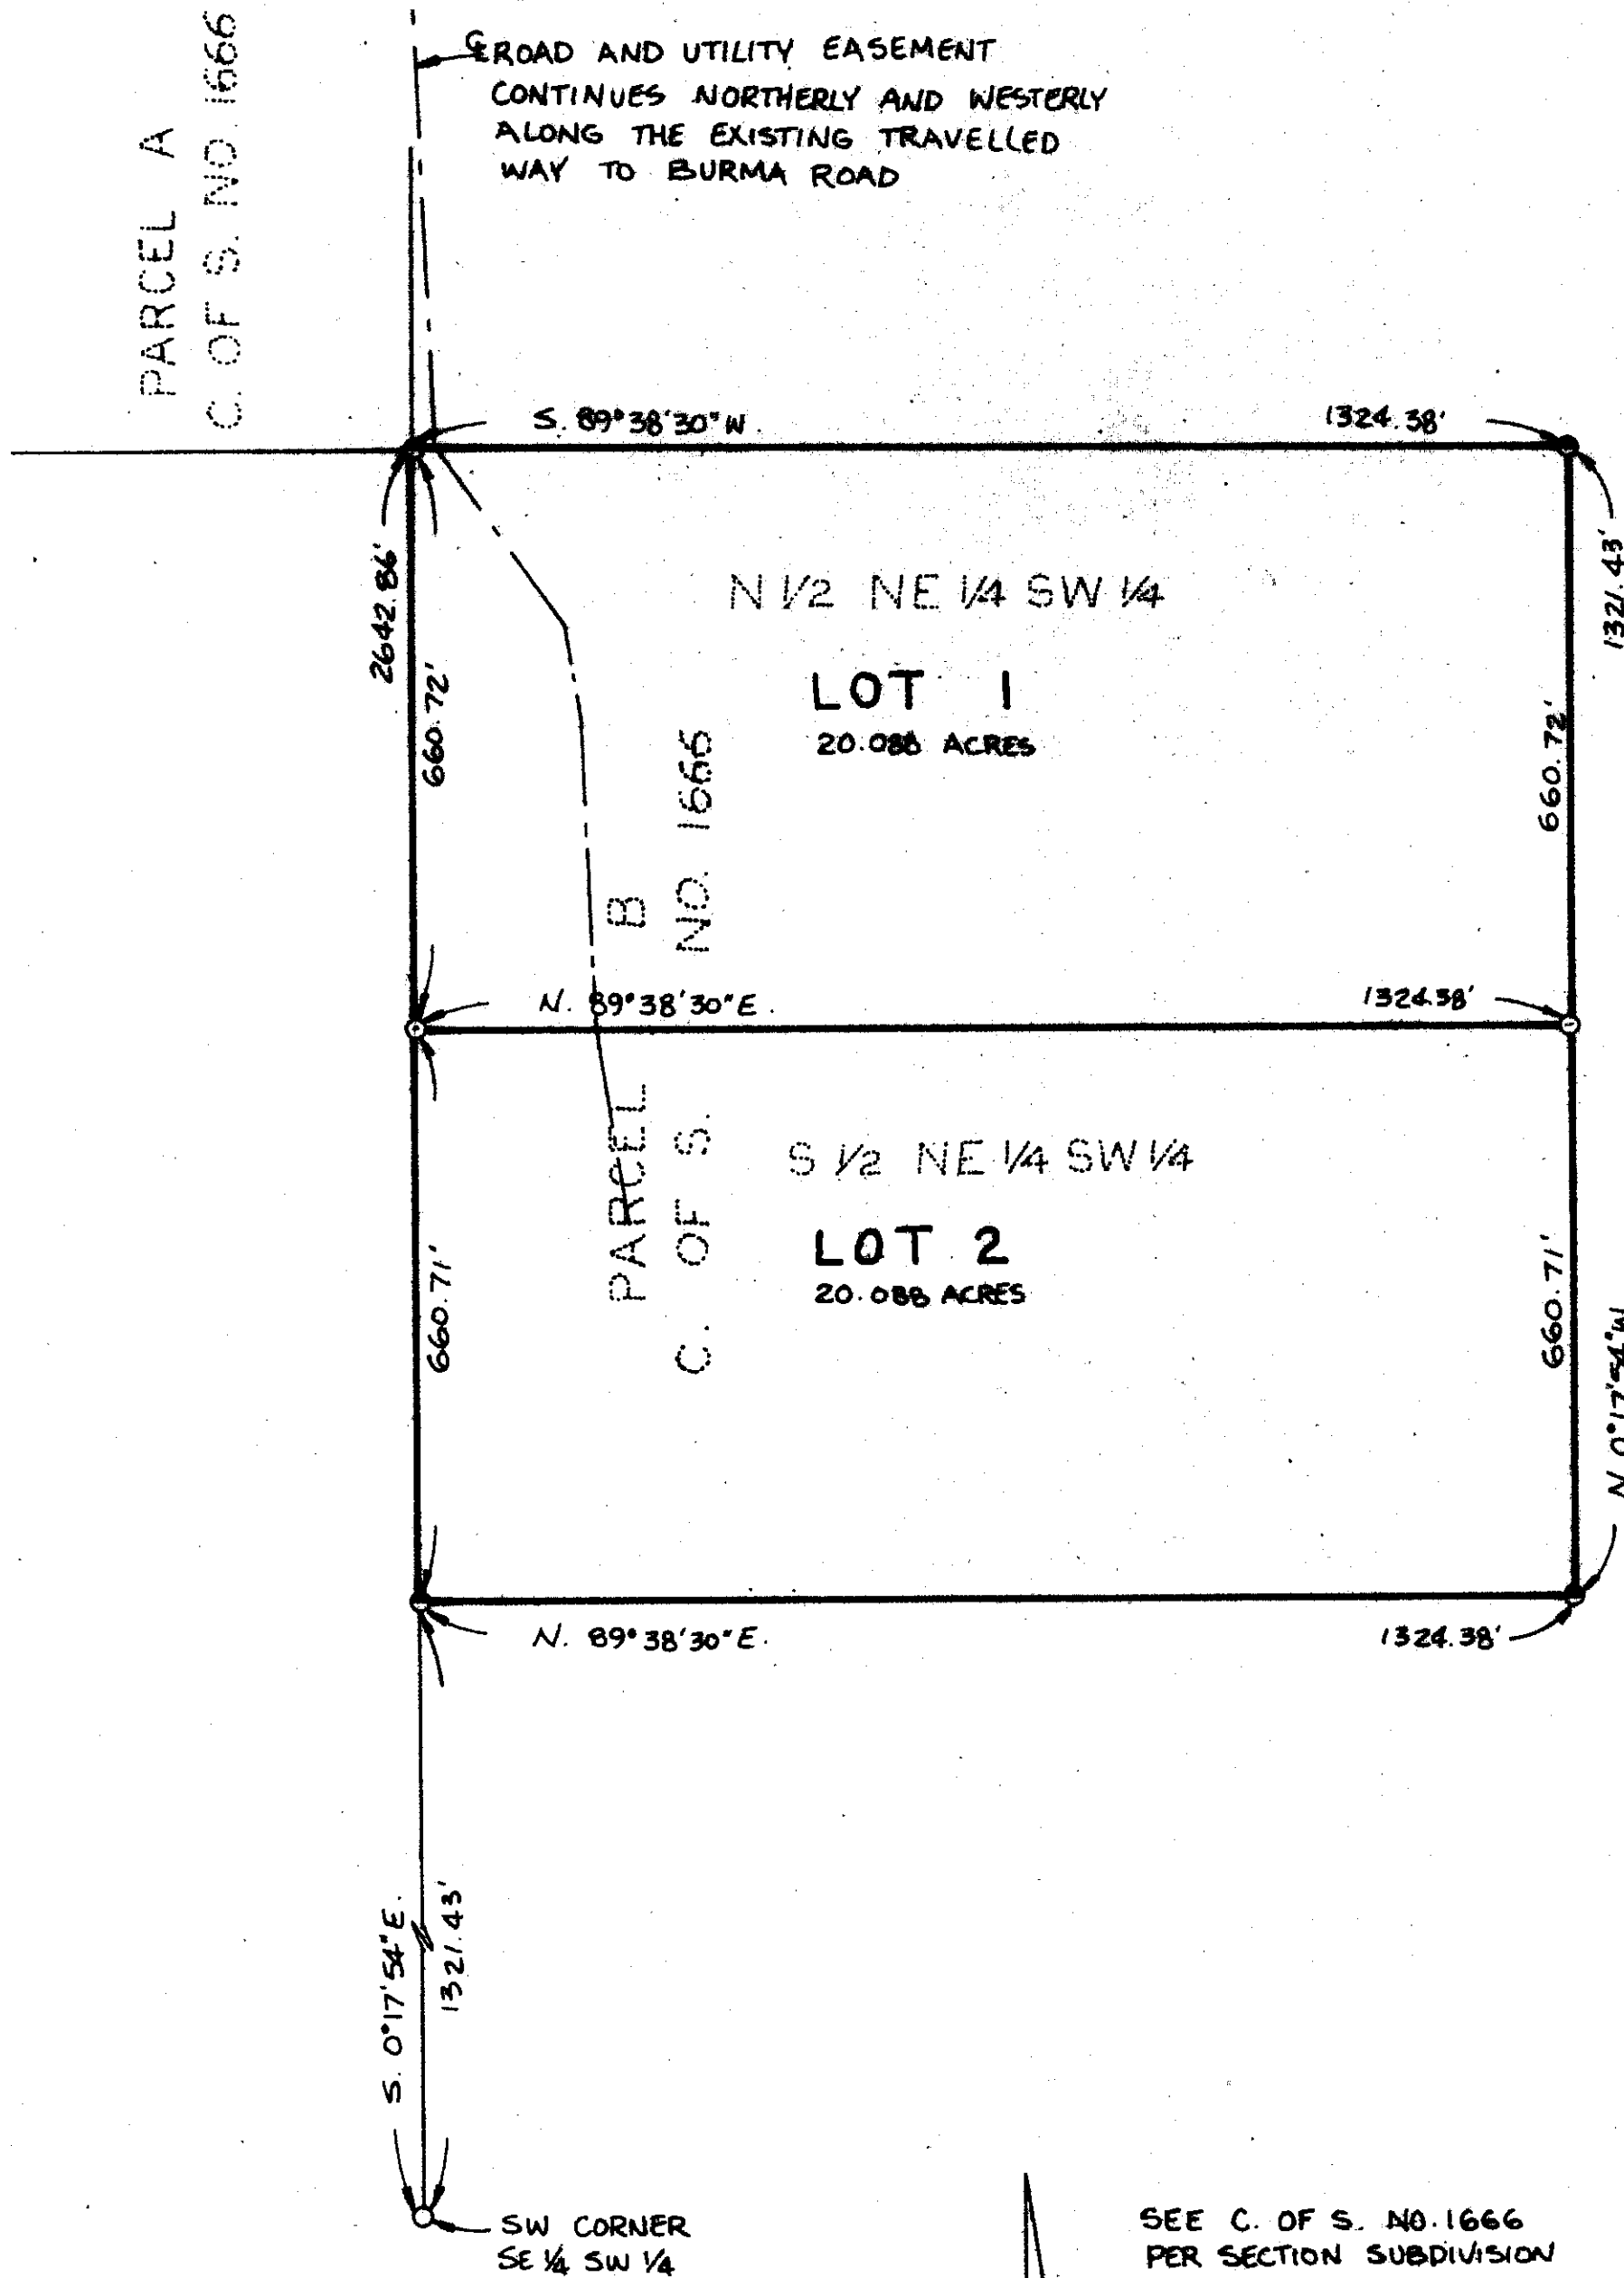 PARCEL A
C. OF S. NO. 1666
℄ ROAD AND UTILITY EASEMENT
CONTINUES NORTHERLY AND WESTERLY
ALONG THE EXISTING TRAVELLED
WAY TO BURMA ROAD
S. 89°38'30"W.
1324.38'
2642.86'
660.72'
1321.43'
N 1/2 NE 1/4 SW 1/4
LOT 1
20.088 ACRES
660.72'
PARCEL B
C. OF S. NO. 1666
N. 89°38'30"E.
1324.38'
S 1/2 NE 1/4 SW 1/4
LOT 2
20.088 ACRES
660.71'
660.71'
N 0°17'54"W
N. 89°38'30"E.
1324.38'
S. 0°17'54"E.
1321.43'
SW CORNER
SE 1/4 SW 1/4
SEE C. OF S. NO. 1666
PER SECTION SUBDIVISION